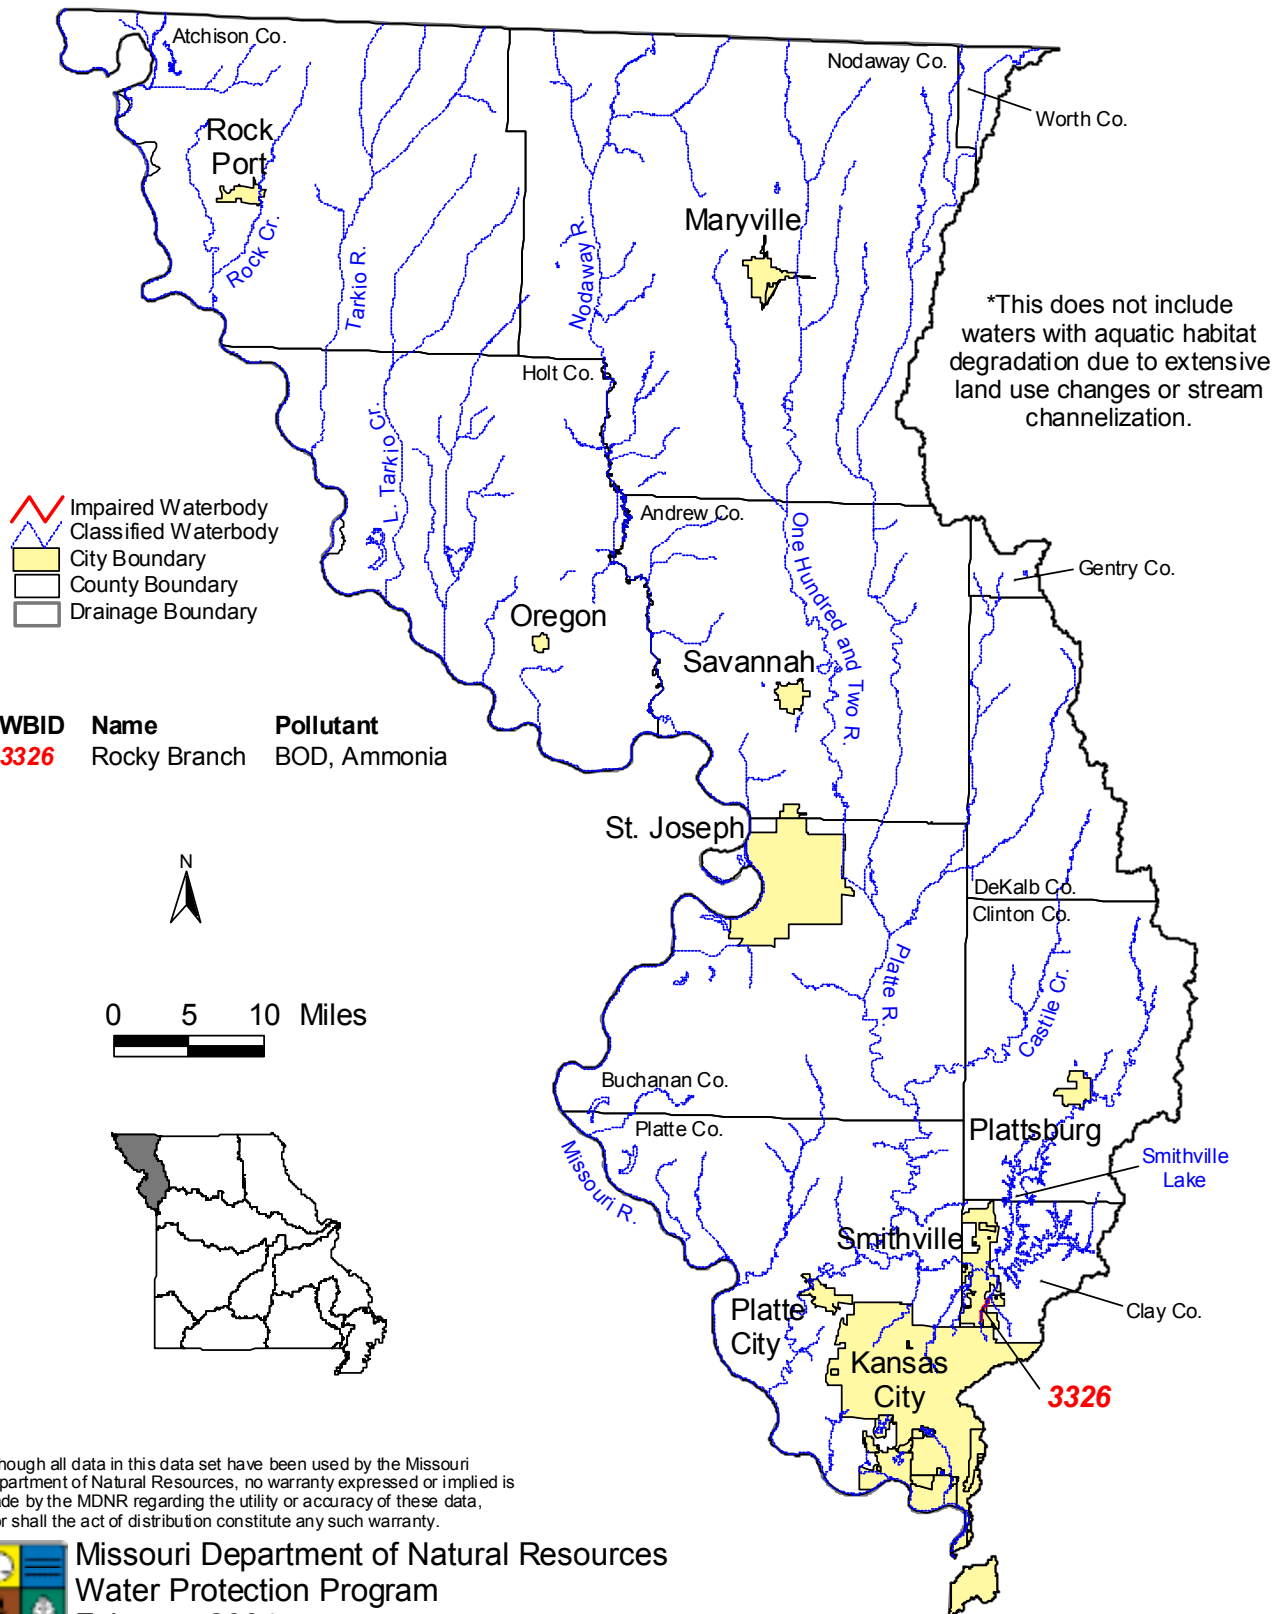 Atchison Co.
Nodaway Co.
Worth Co.
Rock
Port
Rock Cr.
Tarkio R.
Nodaway R.
Maryville
*This does not include
waters with aquatic habitat
degradation due to extensive
land use changes or stream
channelization.
Holt Co.
L. Tarkio Cr.
Impaired Waterbody
Classified Waterbody
City Boundary
County Boundary
Drainage Boundary
Andrew Co.
One Hundred and Two R.
Gentry Co.
Oregon
Savannah
WBID Name Pollutant
3326 Rocky Branch BOD, Ammonia
St. Joseph
DeKalb Co.
Clinton Co.
N
Platte R.
Castile Cr.
0 5 10 Miles
Buchanan Co.
Platte Co.
Missouri R.
Plattsburg
Smithville
Lake
Smithville
Platte
City
Clay Co.
Kansas
City
3326
hough all data in this data set have been used by the Missouri
partment of Natural Resources, no warranty expressed or implied is
de by the MDNR regarding the utility or accuracy of these data,
r shall the act of distribution constitute any such warranty.
Missouri Department of Natural Resources
Water Protection Program